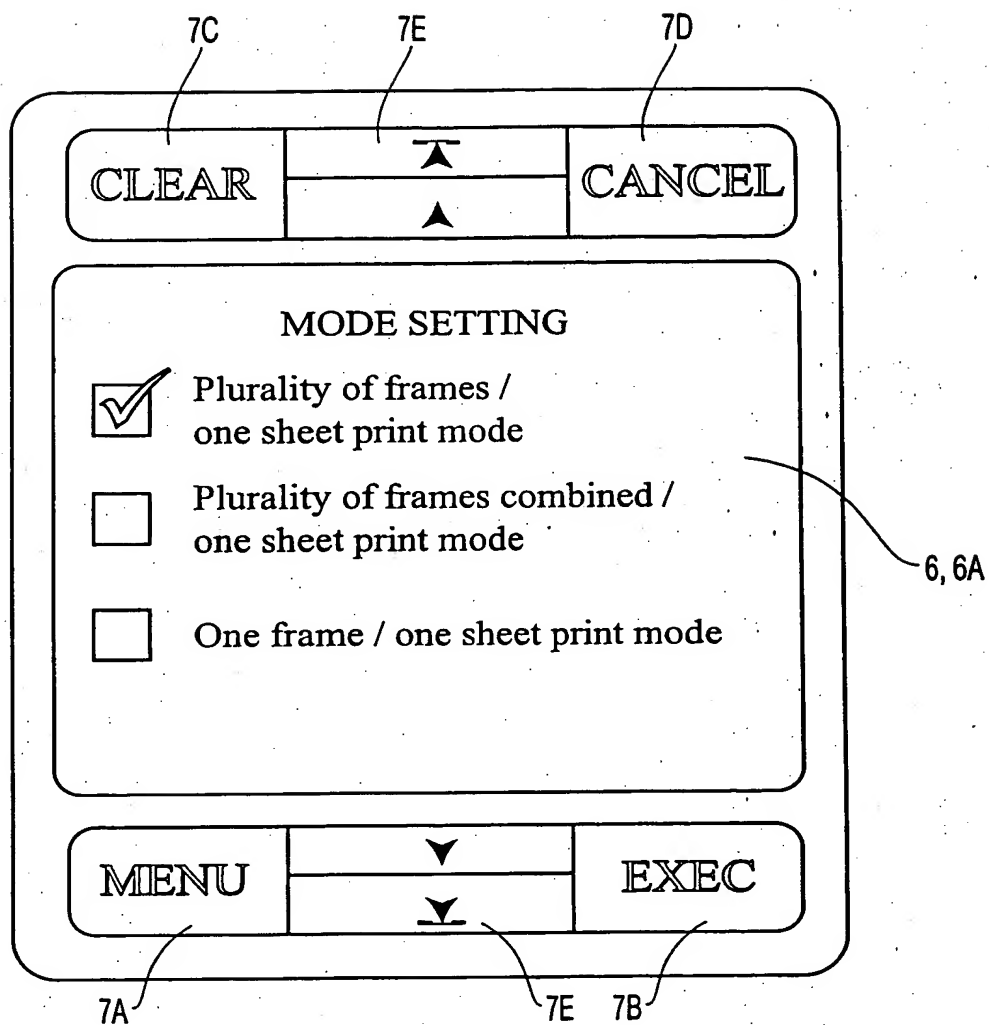 7C 7E 7D
CLEAR CANCEL
MODE SETTING
Plurality of frames /
one sheet print mode
Plurality of frames combined /
one sheet print mode
6, 6A
One frame / one sheet print mode
MENU EXEC
7A 7E 7B